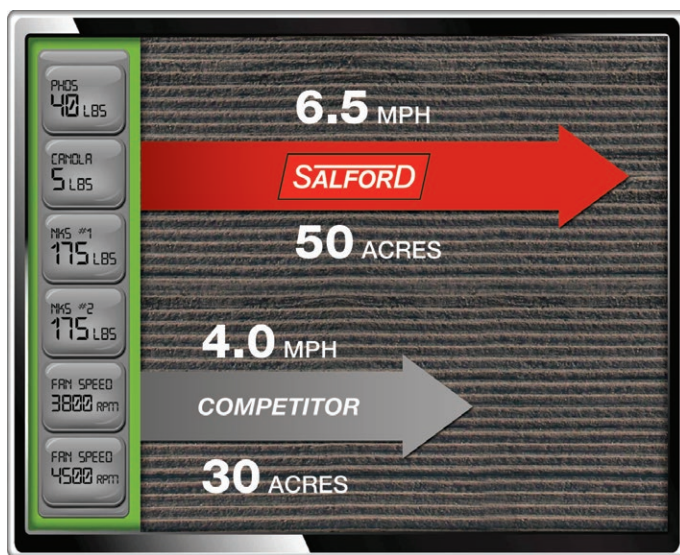 PHOS
40 LBS
CANOLA
5 LBS
NKS #1
175 LBS
NKS #2
175 LBS
FAN SPEED
3800 RPM
FAN SPEED
4500 RPM
6.5 MPH
SALFORD
50 ACRES
4.0 MPH
COMPETITOR
30 ACRES